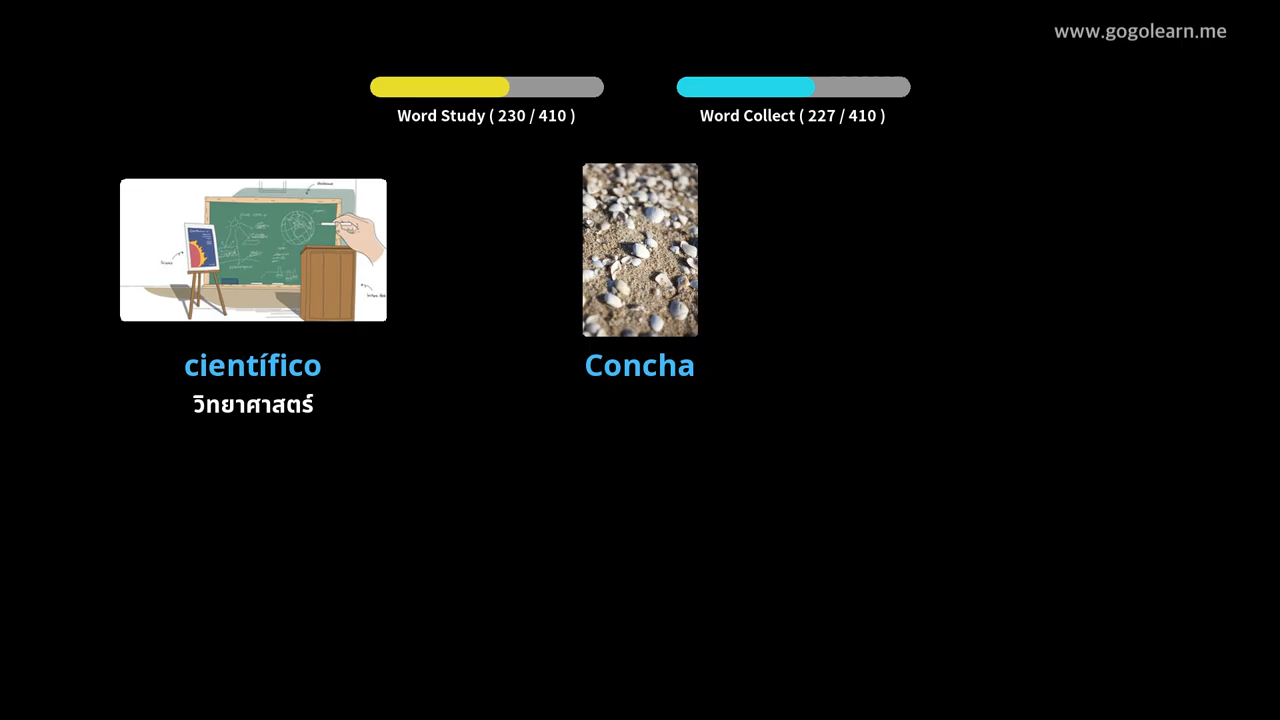 www.gogolearn.me
Word Study ( 230 / 410 )
Word Collect ( 227 / 410 )
científico
วิทยาศาสตร์
Concha